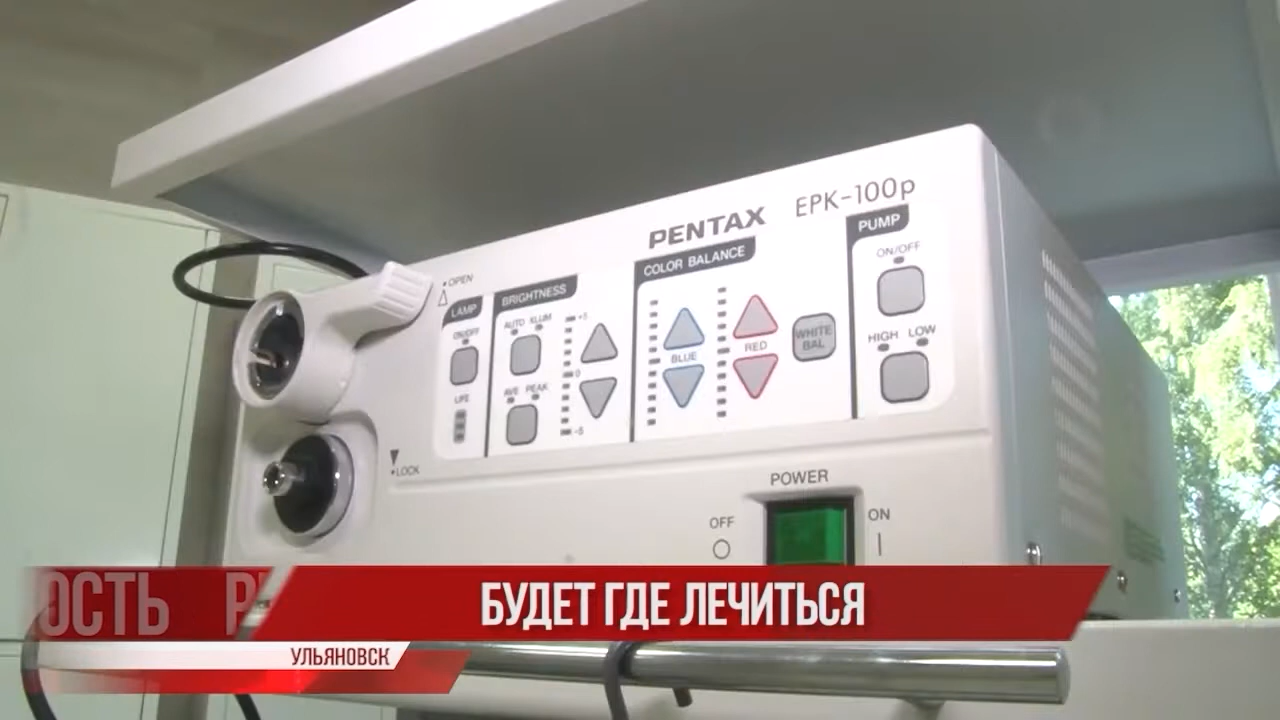 PENTAX EPK-100p
OPEN
LAMP
ON/OFF
LIFE
BRIGHTNESS
AUTO
+5
0
-5
AVE PEAK
COLOR BALANCE
BLUE
RED
WHITE
BAL
PUMP
ON/OFF
HIGH LOW
LOCK
POWER
OFF
ON
ОСТЬ
БУДЕТ ГДЕ ЛЕЧИТЬСЯ
УЛЬЯНОВСК